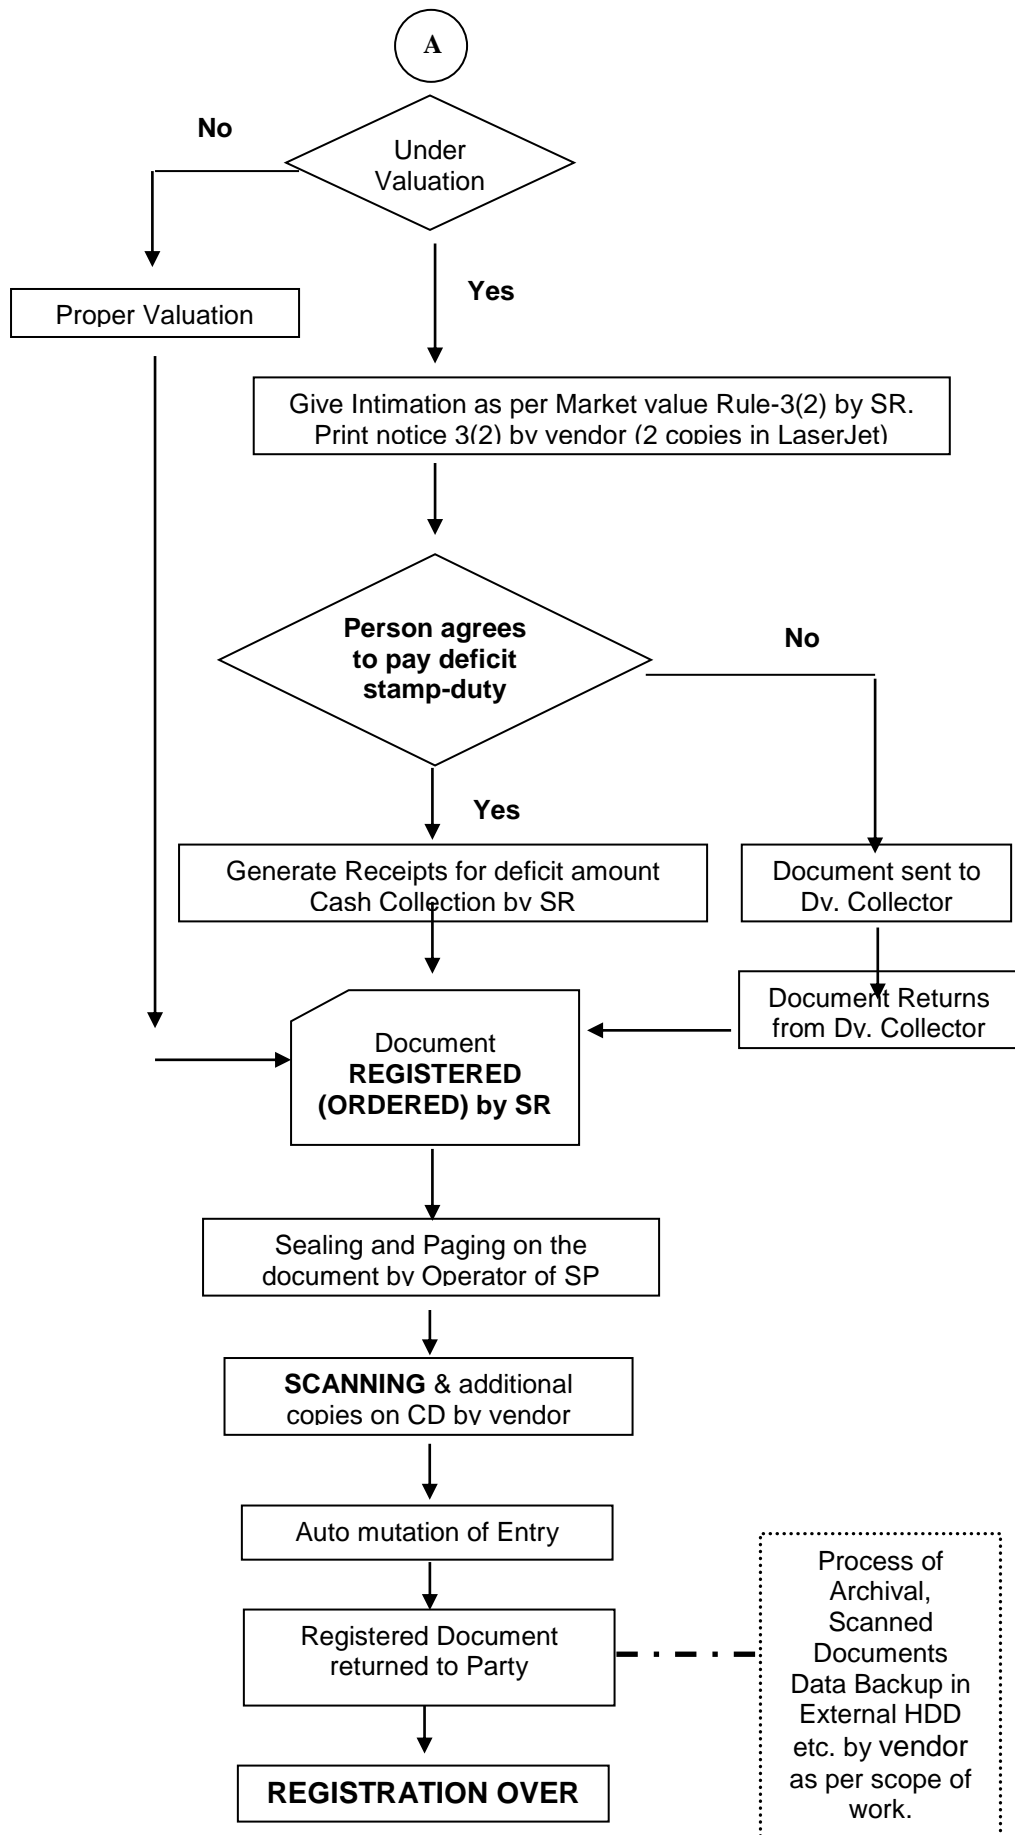 A
No
Under
Valuation
Yes
Proper Valuation
Give Intimation as per Market value Rule-3(2) by SR.
Print notice 3(2) by vendor (2 copies in LaserJet)
Person agrees
to pay deficit
stamp-duty
No
Yes
Generate Receipts for deficit amount
Cash Collection by SR
Document sent to
Dy. Collector
Document Returns
from Dy. Collector
Document
REGISTERED
(ORDERED) by SR
Sealing and Paging on the
document by Operator of SP
SCANNING & additional
copies on CD by vendor
Auto mutation of Entry
Registered Document
returned to Party
Process of
Archival,
Scanned
Documents
Data Backup in
External HDD
etc. by vendor
as per scope of
work.
REGISTRATION OVER